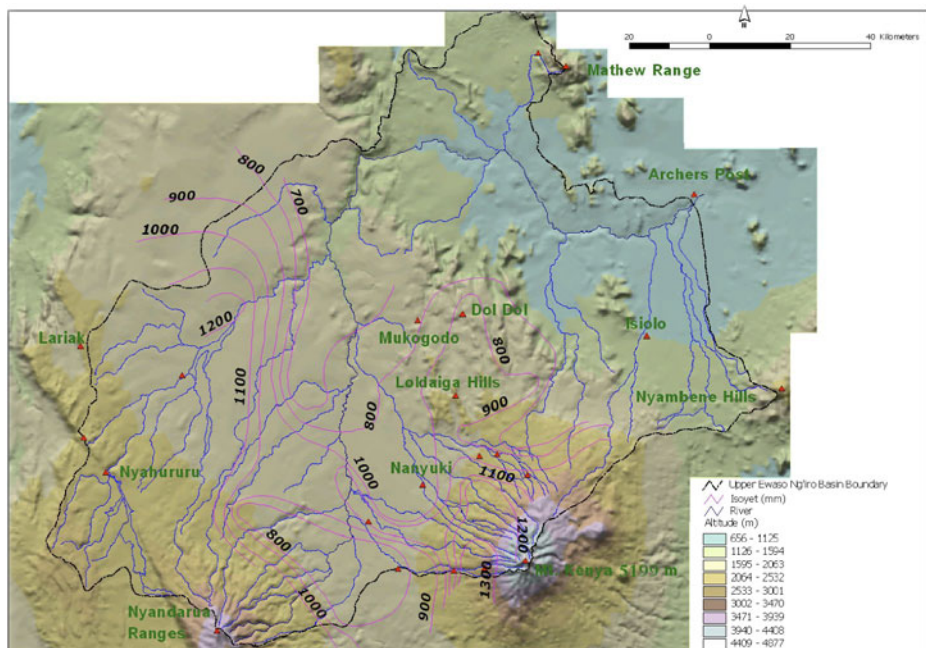 N
20 0 20 40 Kilometers
Mathew Range
Archers Post
800
900
700
1000
Dol Dol
1200
Isiolo
Lariak
Mukogodo
800
1100
Loldaiga Hills
Nyambene Hills
900
800
Nyahururu
Nanyuki
1100
1000
Upper Ewaso Ng'iro Basin Boundary
Isoyet (mm)
River
Altitude (m)
656 - 1125
1126 - 1594
1595 - 2063
2064 - 2532
2533 - 3001
3002 - 3470
3471 - 3939
3940 - 4408
4409 - 4877
1200
800
Mt. Kenya 5199 m
1300
900
1000
Nyandarua
Ranges